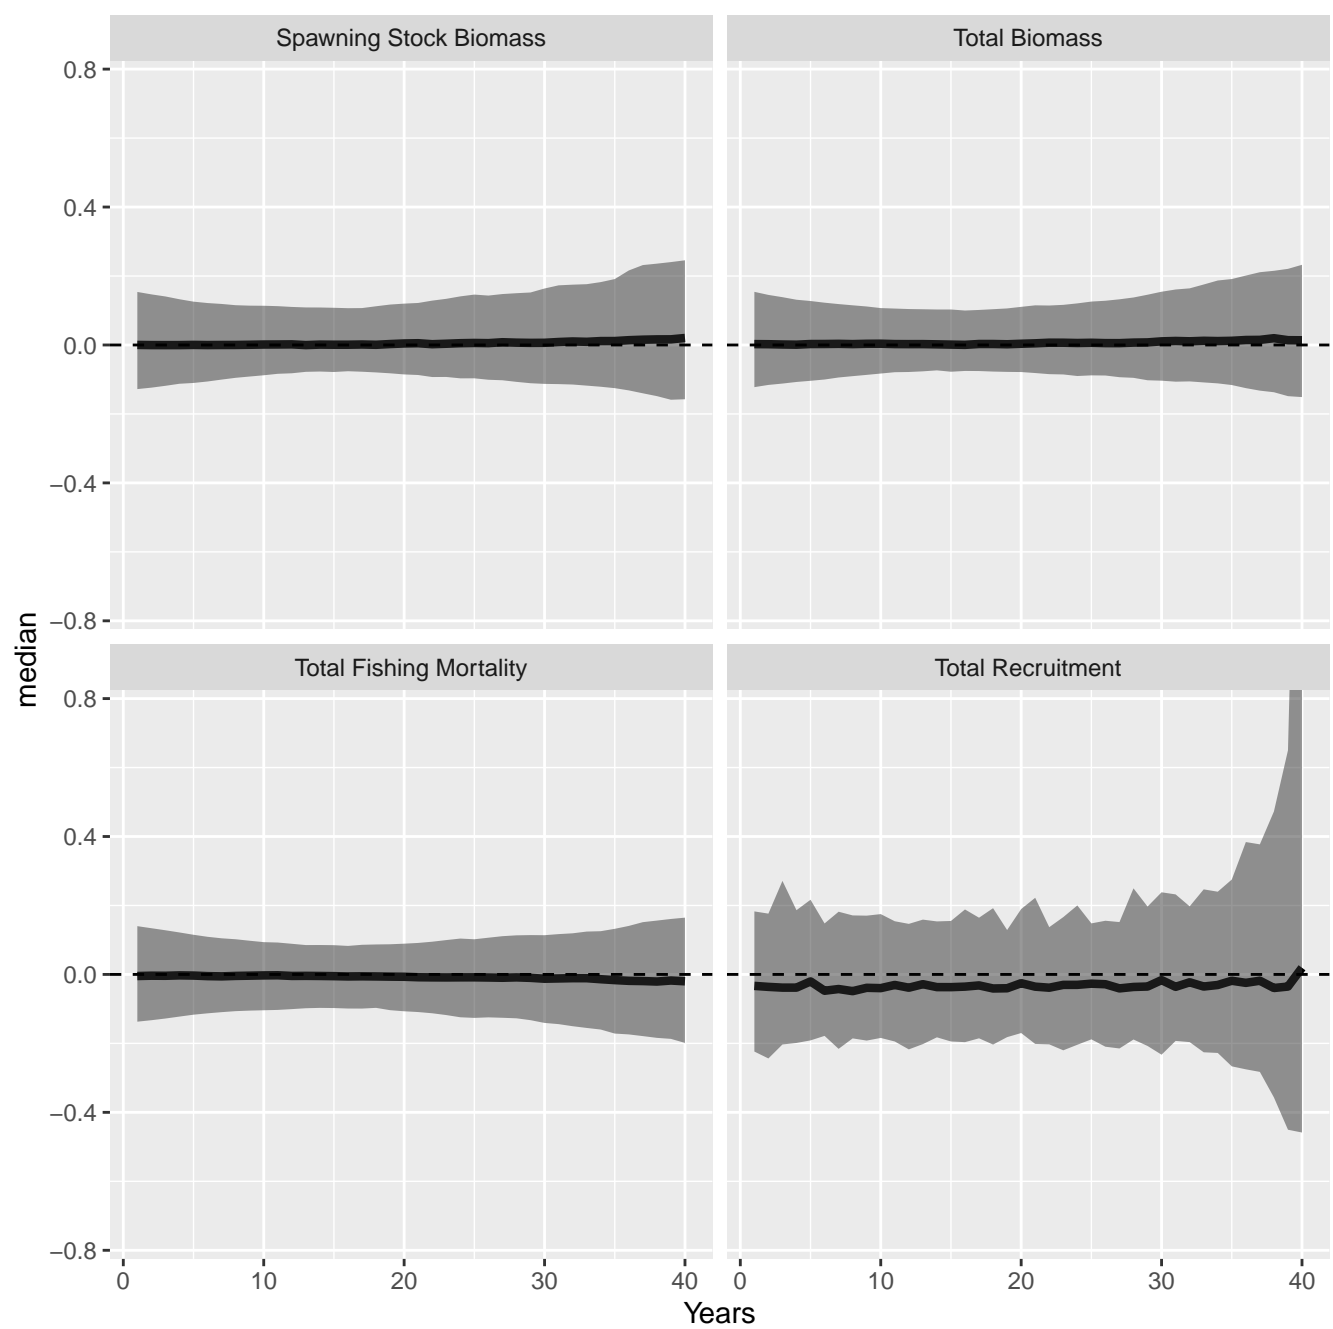 Spawning Stock Biomass
Total Biomass
0.8
0.4
0.0
−0.4
−0.8
Total Fishing Mortality
Total Recruitment
0.8
0.4
0.0
−0.4
−0.8
0 10 20 30 40
0 10 20 30 40
Years
median